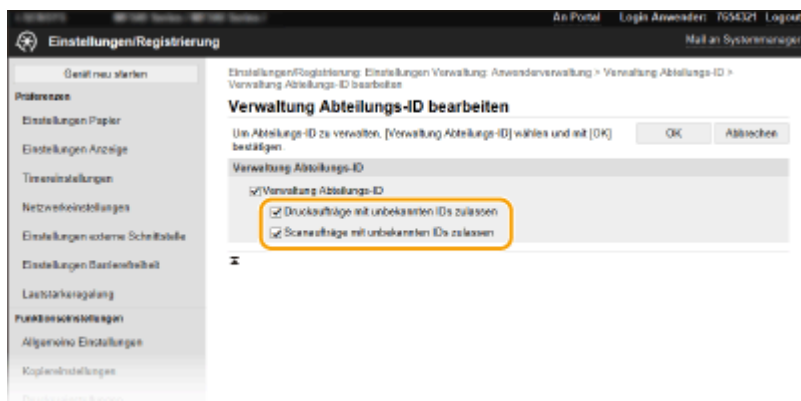 An Portal Login Anwender: 7654321 Logout
Einstellungen/Registrierung
Mail an Systemmanager
Gerät neu starten
Präferenzen
Einstellungen Papier
Einstellungen Anzeige
Timereinstellungen
Netzwerkeinstellungen
Einstellungen externe Schnittstelle
Einstellungen Barrierefreiheit
Lautstärkeregelung
Funktionseinstellungen
Allgemeine Einstellungen
Kopiereinstellungen
Einstellungen/Registrierung: Einstellungen Verwaltung: Anwenderverwaltung > Verwaltung Abteilungs-ID >
Verwaltung Abteilungs-ID bearbeiten
Verwaltung Abteilungs-ID bearbeiten
Um Abteilungs-ID zu verwalten, [Verwaltung Abteilungs-ID] wählen und mit [OK]
bestätigen.
OK Abbrechen
Verwaltung Abteilungs-ID
Verwaltung Abteilungs-ID
Druckaufträge mit unbekannten IDs zulassen
Scanaufträge mit unbekannten IDs zulassen